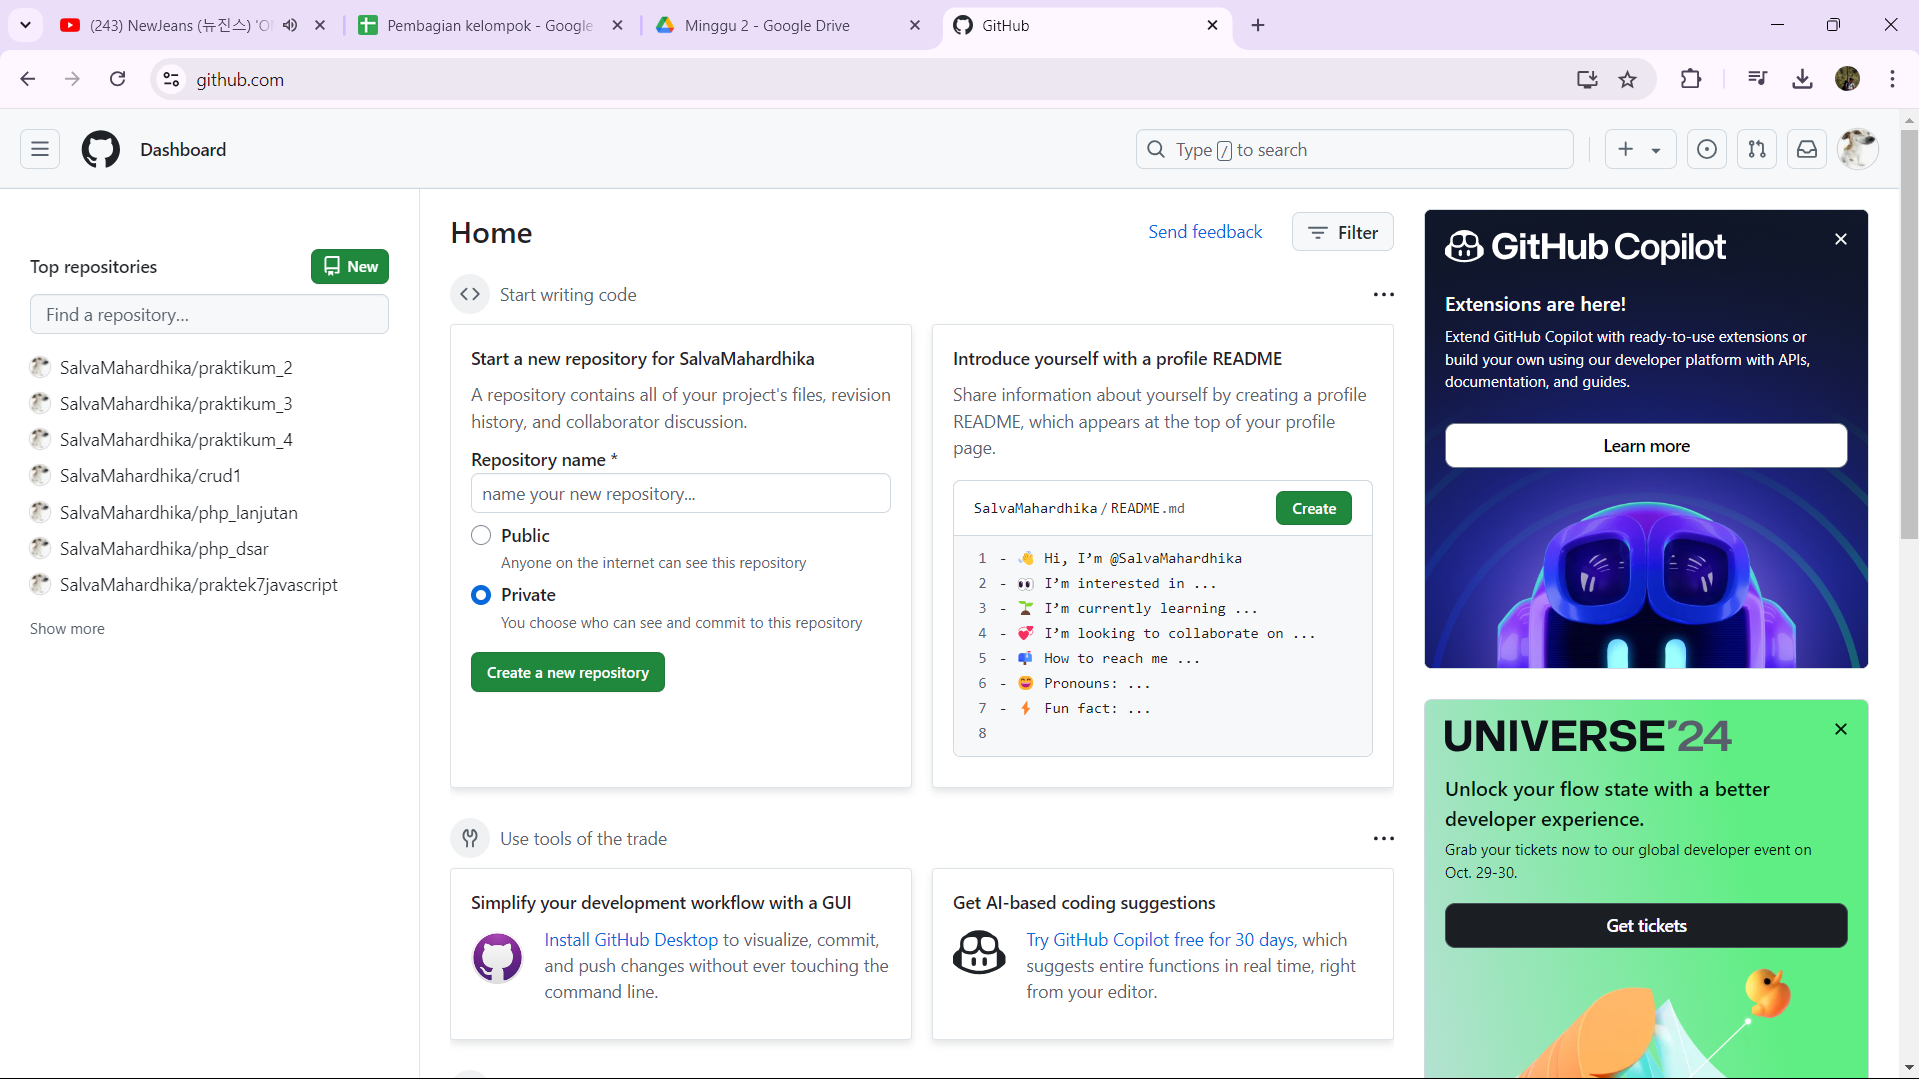 (243) NewJeans (뉴진스) 'O
Pembagian kelompok - Google
Minggu 2 - Google Drive
GitHub
github.com
Dashboard
Type / to search
Top repositories
New
Find a repository...
SalvaMahardhika/praktikum_2
SalvaMahardhika/praktikum_3
SalvaMahardhika/praktikum_4
SalvaMahardhika/crud1
SalvaMahardhika/php_lanjutan
SalvaMahardhika/php_dsar
SalvaMahardhika/praktek7javascript
Show more
Home
Send feedback
Filter
Start writing code
Start a new repository for SalvaMahardhika
A repository contains all of your project's files, revision
history, and collaborator discussion.
Repository name *
name your new repository...
Public
Anyone on the internet can see this repository
Private
You choose who can see and commit to this repository
Create a new repository
Introduce yourself with a profile README
Share information about yourself by creating a profile
README, which appears at the top of your profile
page.
SalvaMahardhika / README.md
Create
1 - 👋 Hi, I’m @SalvaMahardhika
2 - 👀 I’m interested in ...
3 - 🌱 I’m currently learning ...
4 - 💞️ I’m looking to collaborate on ...
5 - 📫 How to reach me ...
6 - 😄 Pronouns: ...
7 - ⚡ Fun fact: ...
8
Use tools of the trade
Simplify your development workflow with a GUI
Install GitHub Desktop to visualize, commit,
and push changes without ever touching the
command line.
Get AI-based coding suggestions
Try GitHub Copilot free for 30 days, which
suggests entire functions in real time, right
from your editor.
GitHub Copilot
Extensions are here!
Extend GitHub Copilot with ready-to-use extensions or
build your own using our developer platform with APIs,
documentation, and guides.
Learn more
UNIVERSE'24
Unlock your flow state with a better
developer experience.
Grab your tickets now to our global developer event on
Oct. 29-30.
Get tickets